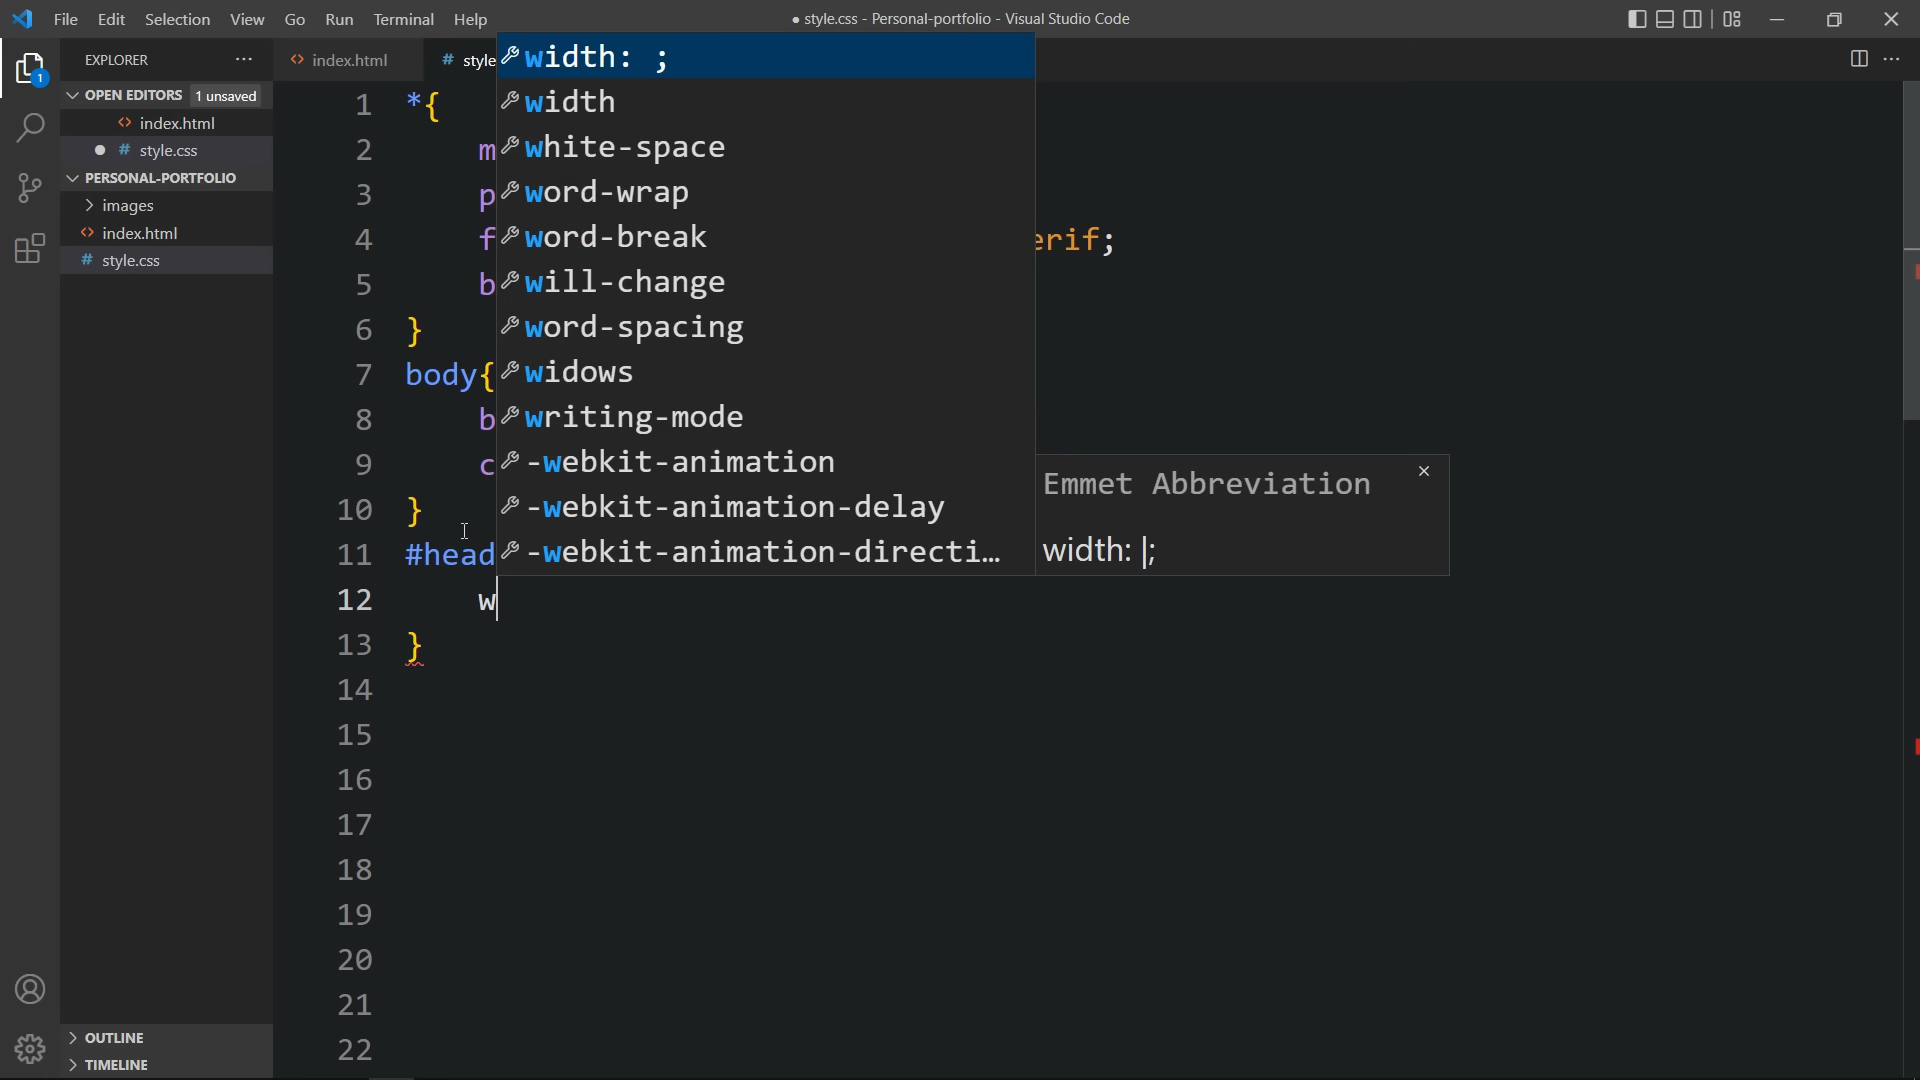 File Edit Selection View Go Run Terminal Help
● style.css - Personal-portfolio - Visual Studio Code
EXPLORER ···
1
OPEN EDITORS 1 unsaved
<> index.html
● # style.css
PERSONAL-PORTFOLIO
> images
<> index.html
# style.css
OUTLINE
TIMELINE
<> index.html # style
1 *{
2 m
3 p
4 f erif;
5 b
6 }
7 body{
8 b
9 c
10 }
11 #head
12 w
13 }
14
15
16
17
18
19
20
21
22
width: ;
width
white-space
word-wrap
word-break
will-change
word-spacing
widows
writing-mode
-webkit-animation
-webkit-animation-delay
-webkit-animation-directi…
Emmet Abbreviation
width: |;